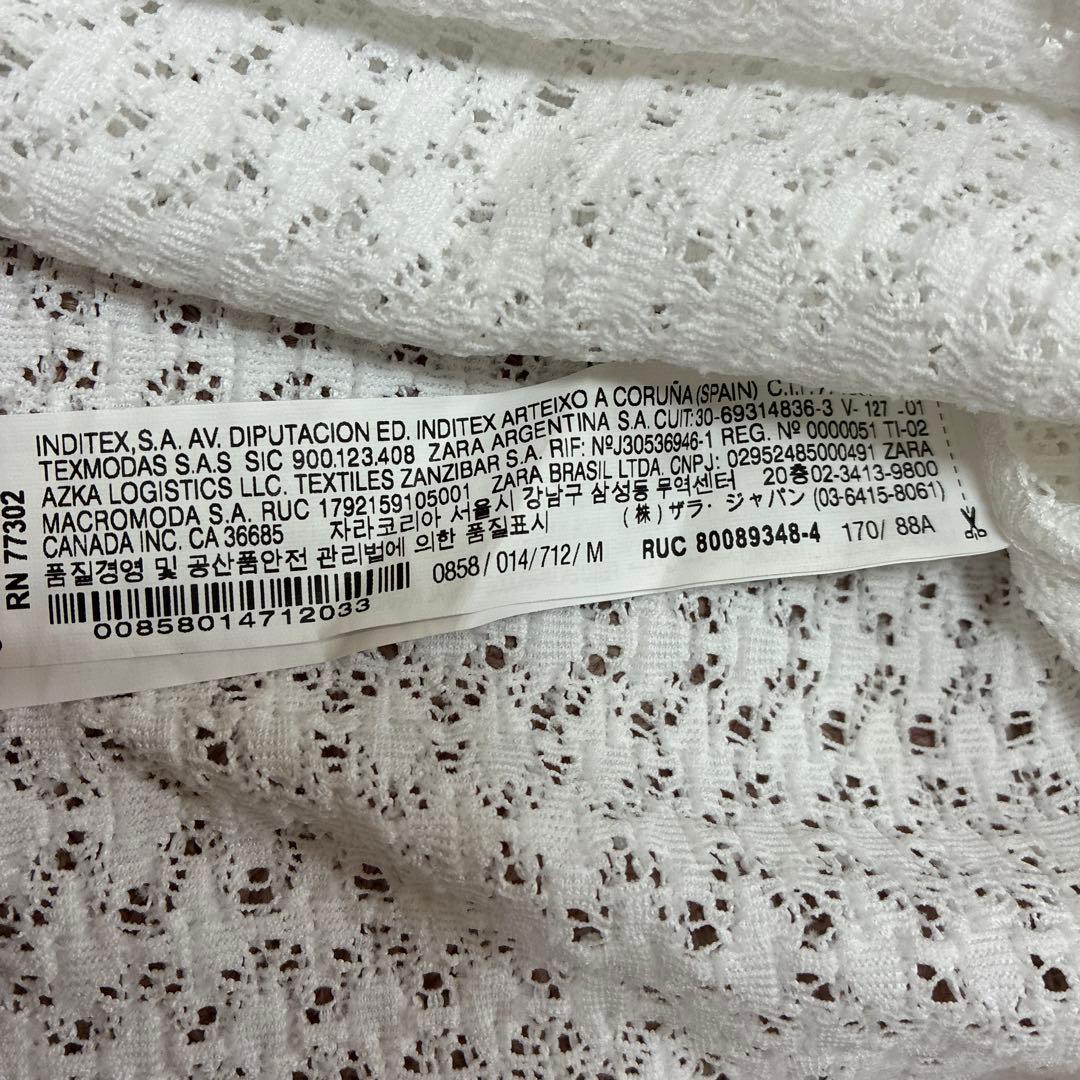 RN 77302
INDITEX, S.A. AV. DIPUTACION ED. INDITEX ARTEIXO A CORUÑA (SPAIN)
TEXMODAS S.A.S SIC 900.123.408 ZARA ARGENTINA S.A. CUIT:30-69314836-3 V- 127
AZKA LOGISTICS LLC. TEXTILES ZANZIBAR S.A. RIF: NºJ30536946-1 REG. Nº 0000051 TI-02
MACROMODA S.A. RUC 1792159105001 ZARA BRASIL LTDA. CNPJ: 02952485000491 ZARA
CANADA INC. CA 36685 자라코리아 서울시 강남구 삼성동 무역센터 20층02-3413-9800
품질경영 및 공산품안전 관리법에 의한 품질표시 (株) ザラ・ジャパン (03-6415-8061)
0858 / 014 / 712 / M RUC 80089348-4 170/ 88A
00858014712033